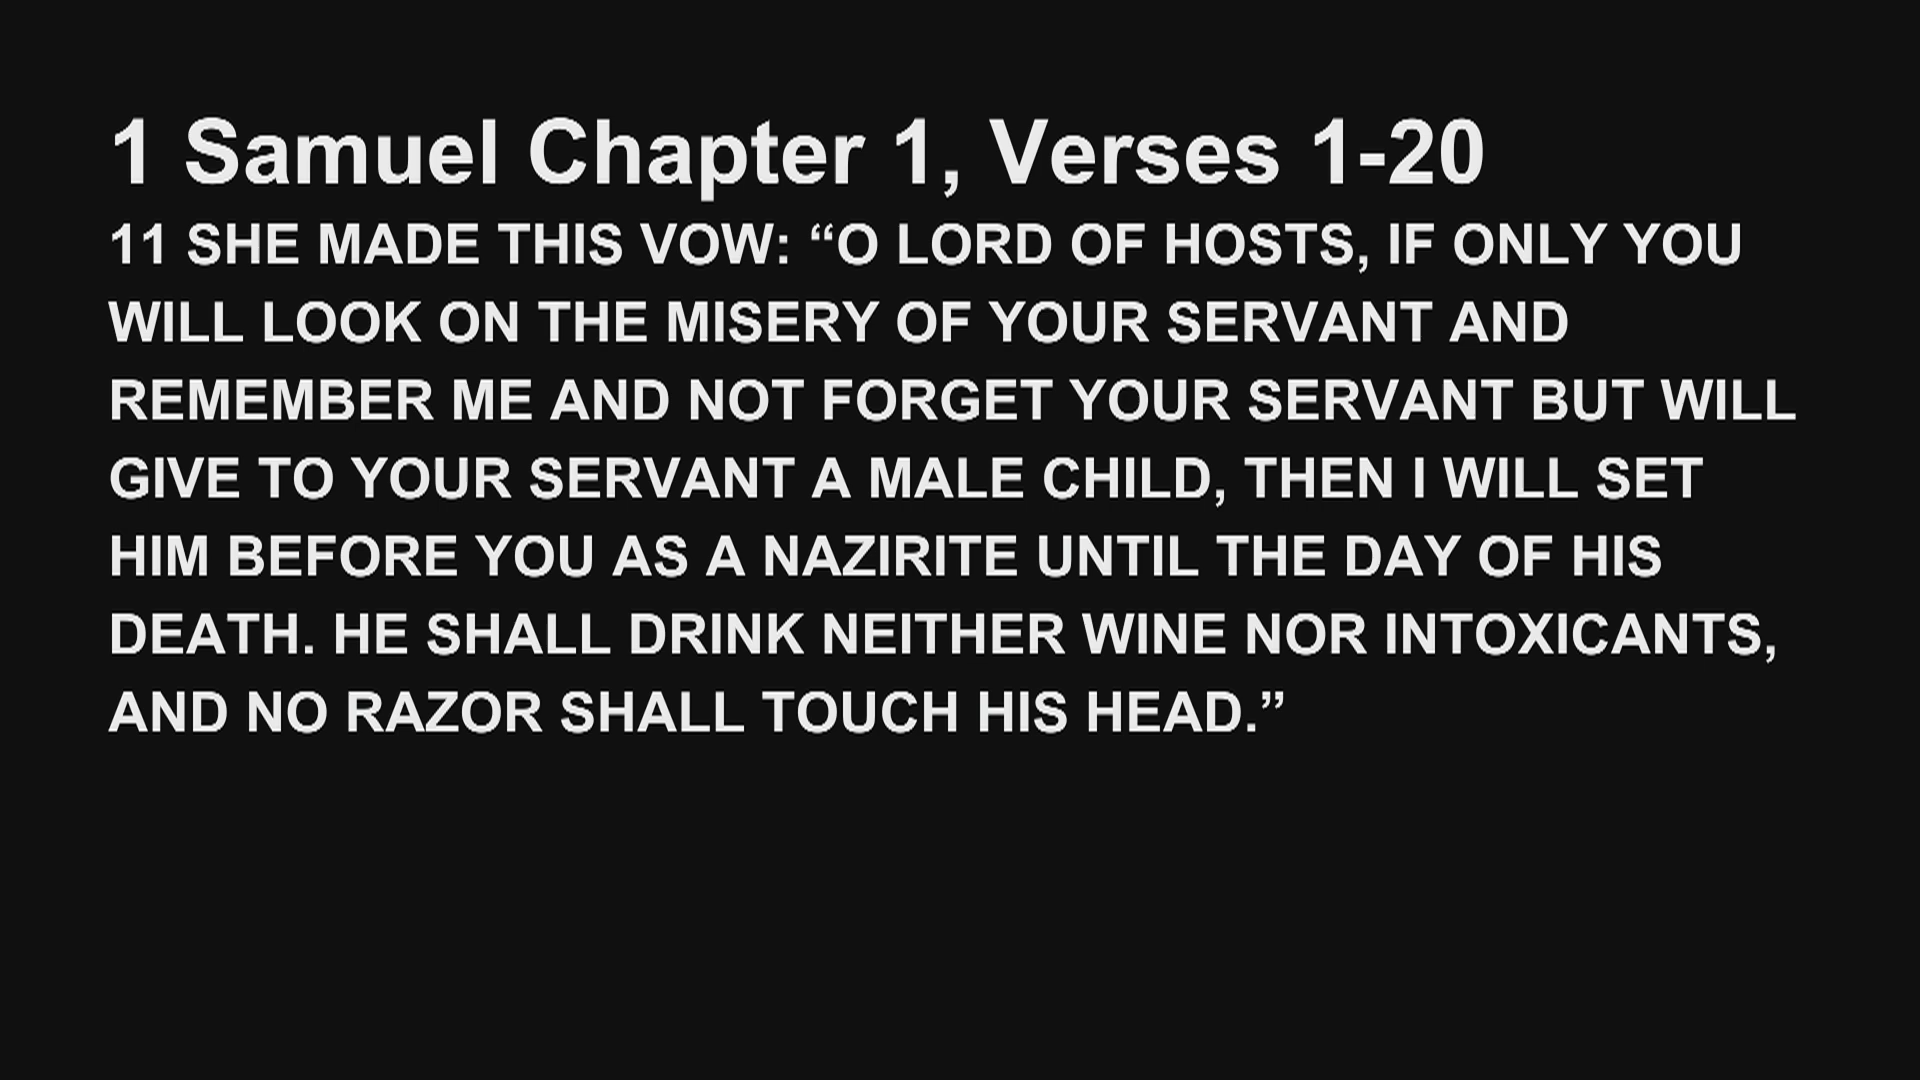 1 Samuel Chapter 1, Verses 1-20
11 SHE MADE THIS VOW: “O LORD OF HOSTS, IF ONLY YOU
WILL LOOK ON THE MISERY OF YOUR SERVANT AND
REMEMBER ME AND NOT FORGET YOUR SERVANT BUT WILL
GIVE TO YOUR SERVANT A MALE CHILD, THEN I WILL SET
HIM BEFORE YOU AS A NAZIRITE UNTIL THE DAY OF HIS
DEATH. HE SHALL DRINK NEITHER WINE NOR INTOXICANTS,
AND NO RAZOR SHALL TOUCH HIS HEAD.”